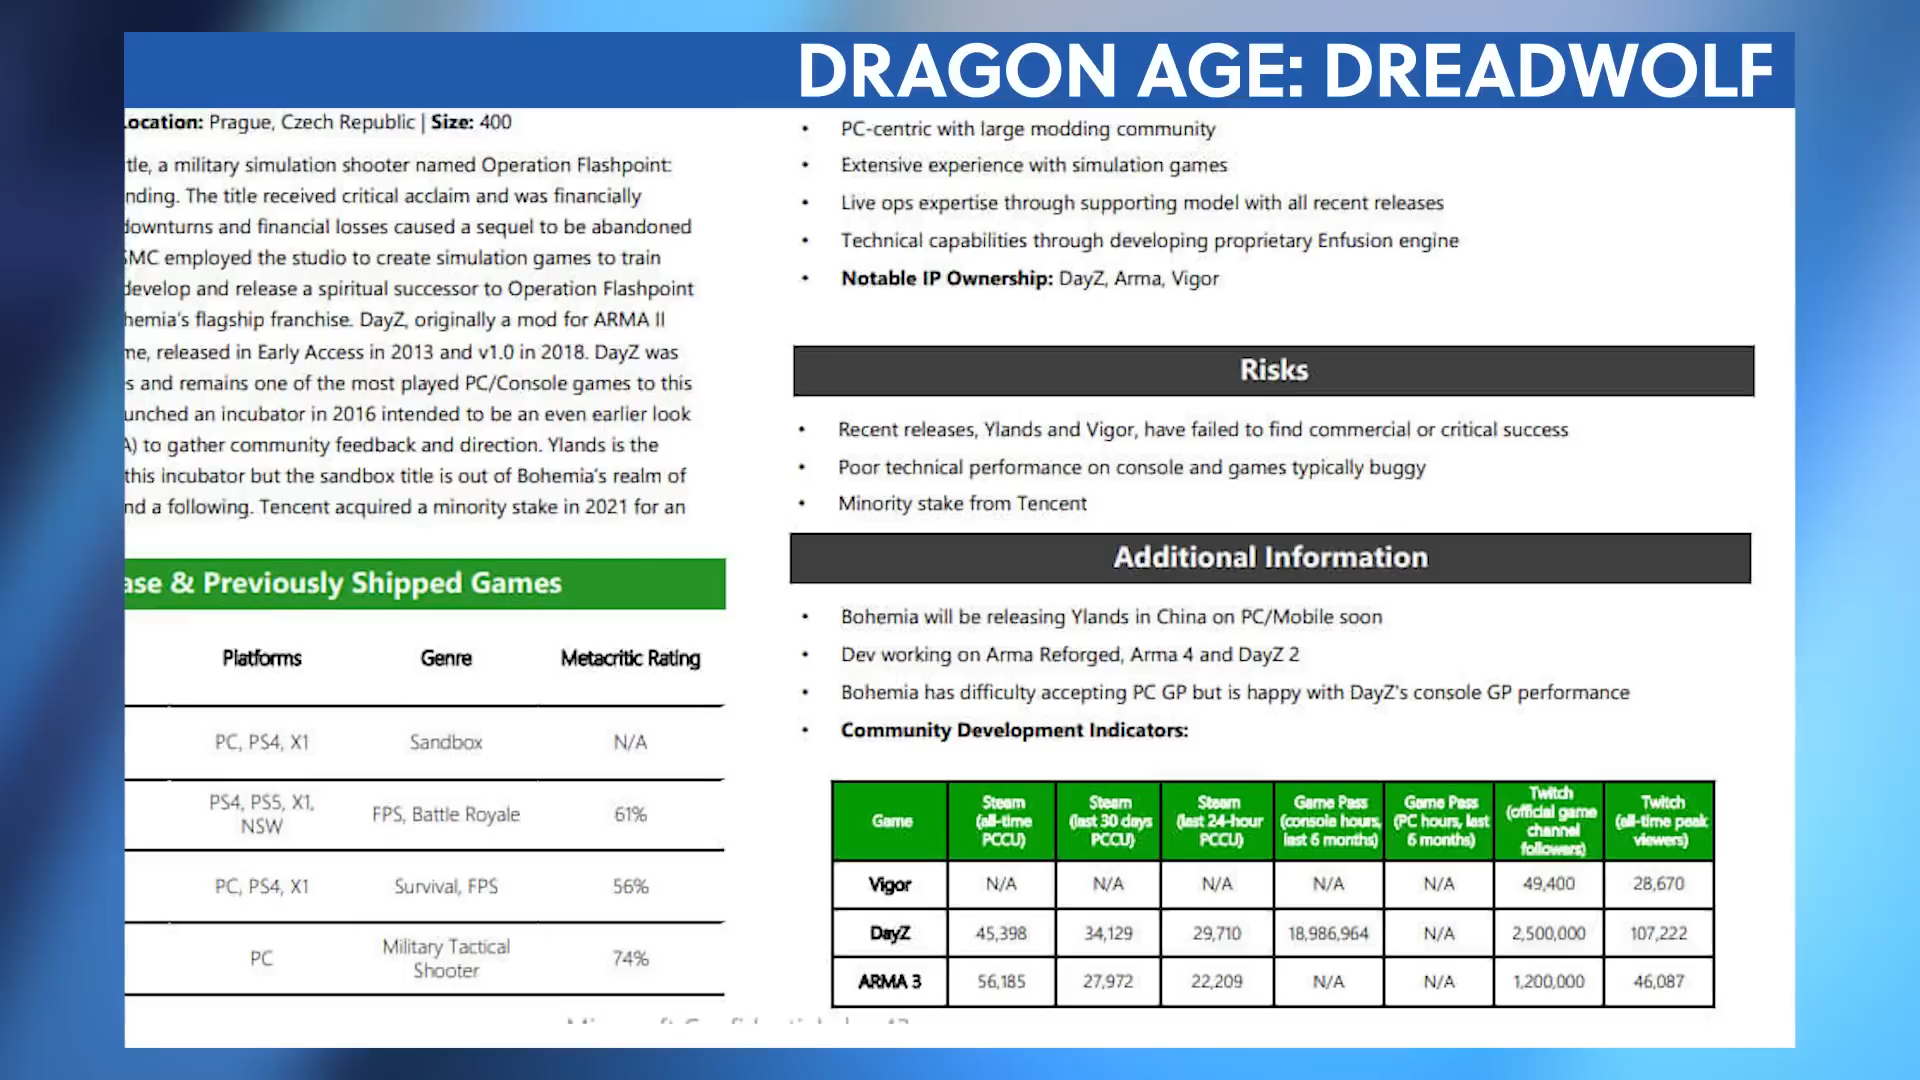 DRAGON AGE: DREADWOLF
Location: Prague, Czech Republic | Size: 400
tle, a military simulation shooter named Operation Flashpoint:
nding. The title received critical acclaim and was financially
downturns and financial losses caused a sequel to be abandoned
SMC employed the studio to create simulation games to train
develop and release a spiritual successor to Operation Flashpoint
hemia's flagship franchise. DayZ, originally a mod for ARMA II
me, released in Early Access in 2013 and v1.0 in 2018. DayZ was
s and remains one of the most played PC/Console games to this
unched an incubator in 2016 intended to be an even earlier look
A) to gather community feedback and direction. Ylands is the
this incubator but the sandbox title is out of Bohemia's realm of
nd a following. Tencent acquired a minority stake in 2021 for an
ase & Previously Shipped Games
Platforms Genre Metacritic Rating
PC, PS4, X1 Sandbox N/A
PS4, PS5, X1, NSW FPS, Battle Royale 61%
PC, PS4, X1 Survival, FPS 56%
PC Military Tactical Shooter 74%
• PC-centric with large modding community
• Extensive experience with simulation games
• Live ops expertise through supporting model with all recent releases
• Technical capabilities through developing proprietary Enfusion engine
• Notable IP Ownership: DayZ, Arma, Vigor
Risks
• Recent releases, Ylands and Vigor, have failed to find commercial or critical success
• Poor technical performance on console and games typically buggy
• Minority stake from Tencent
Additional Information
• Bohemia will be releasing Ylands in China on PC/Mobile soon
• Dev working on Arma Reforged, Arma 4 and DayZ 2
• Bohemia has difficulty accepting PC GP but is happy with DayZ's console GP performance
• Community Development Indicators:
Game Steam (all-time PCCU) Steam (last 30 days PCCU) Steam (last 24-hour PCCU) Game Pass (console hours, last 6 months) Game Pass (PC hours, last 6 months) Twitch (official game channel followers) Twitch (all-time peak viewers)
Vigor N/A N/A N/A N/A N/A 49,400 28,670
DayZ 45,398 34,129 29,710 18,986,964 N/A 2,500,000 107,222
ARMA 3 56,185 27,972 22,209 N/A N/A 1,200,000 46,087